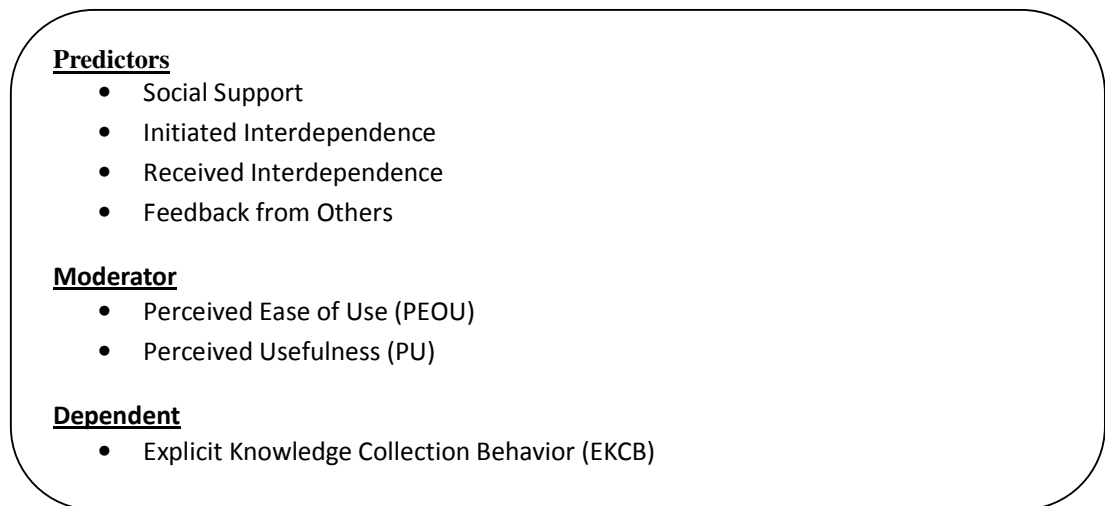 Predictors
• Social Support
• Initiated Interdependence
• Received Interdependence
• Feedback from Others
Moderator
• Perceived Ease of Use (PEOU)
• Perceived Usefulness (PU)
Dependent
• Explicit Knowledge Collection Behavior (EKCB)